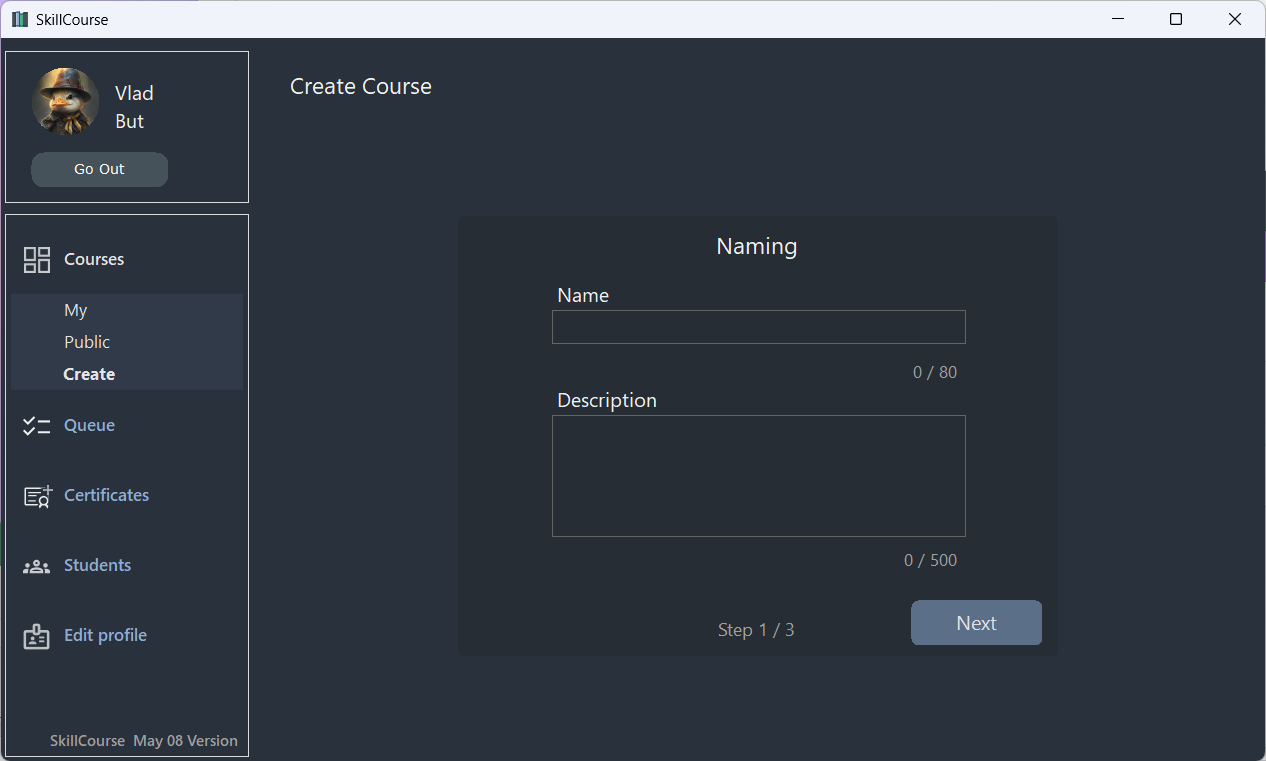 SkillCourse
Vlad
But
Go Out
Courses
My
Public
Create
Queue
Certificates
Students
Edit profile
SkillCourse May 08 Version
Create Course
Naming
Name
0 / 80
Description
0 / 500
Step 1 / 3
Next